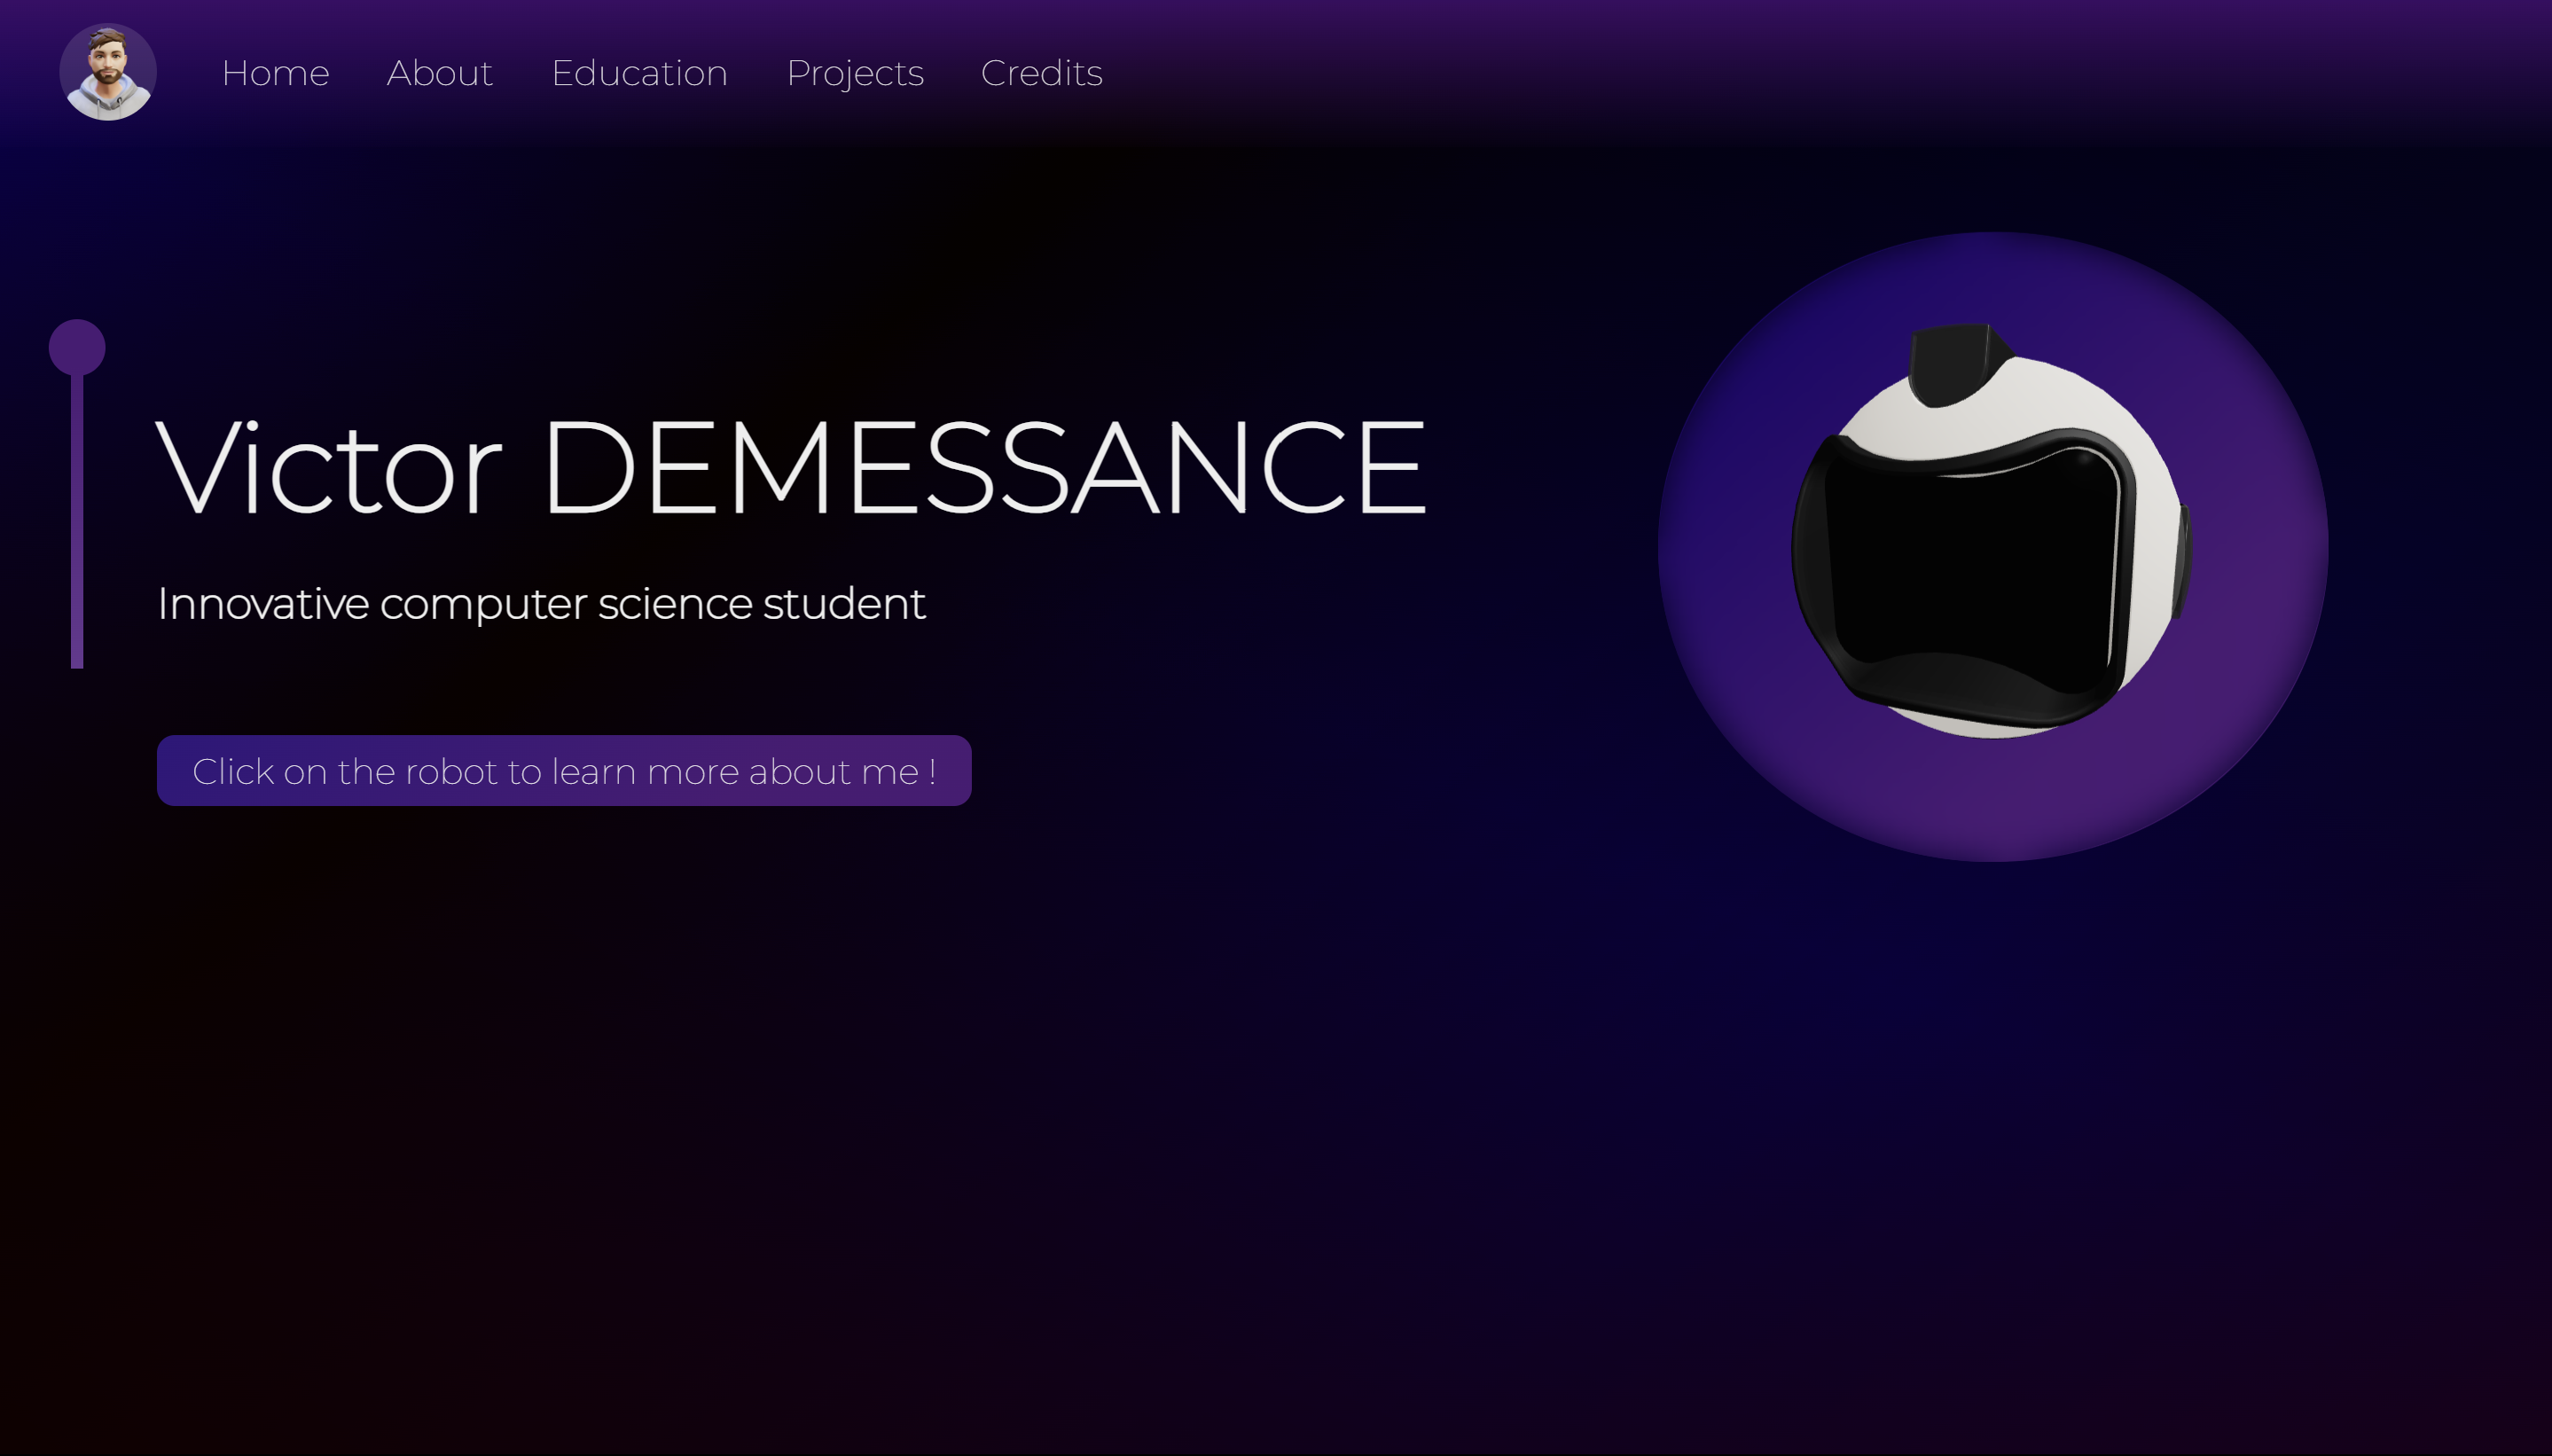 Home About Education Projects Credits
Victor DEMESSANCE
Innovative computer science student
Click on the robot to learn more about me !